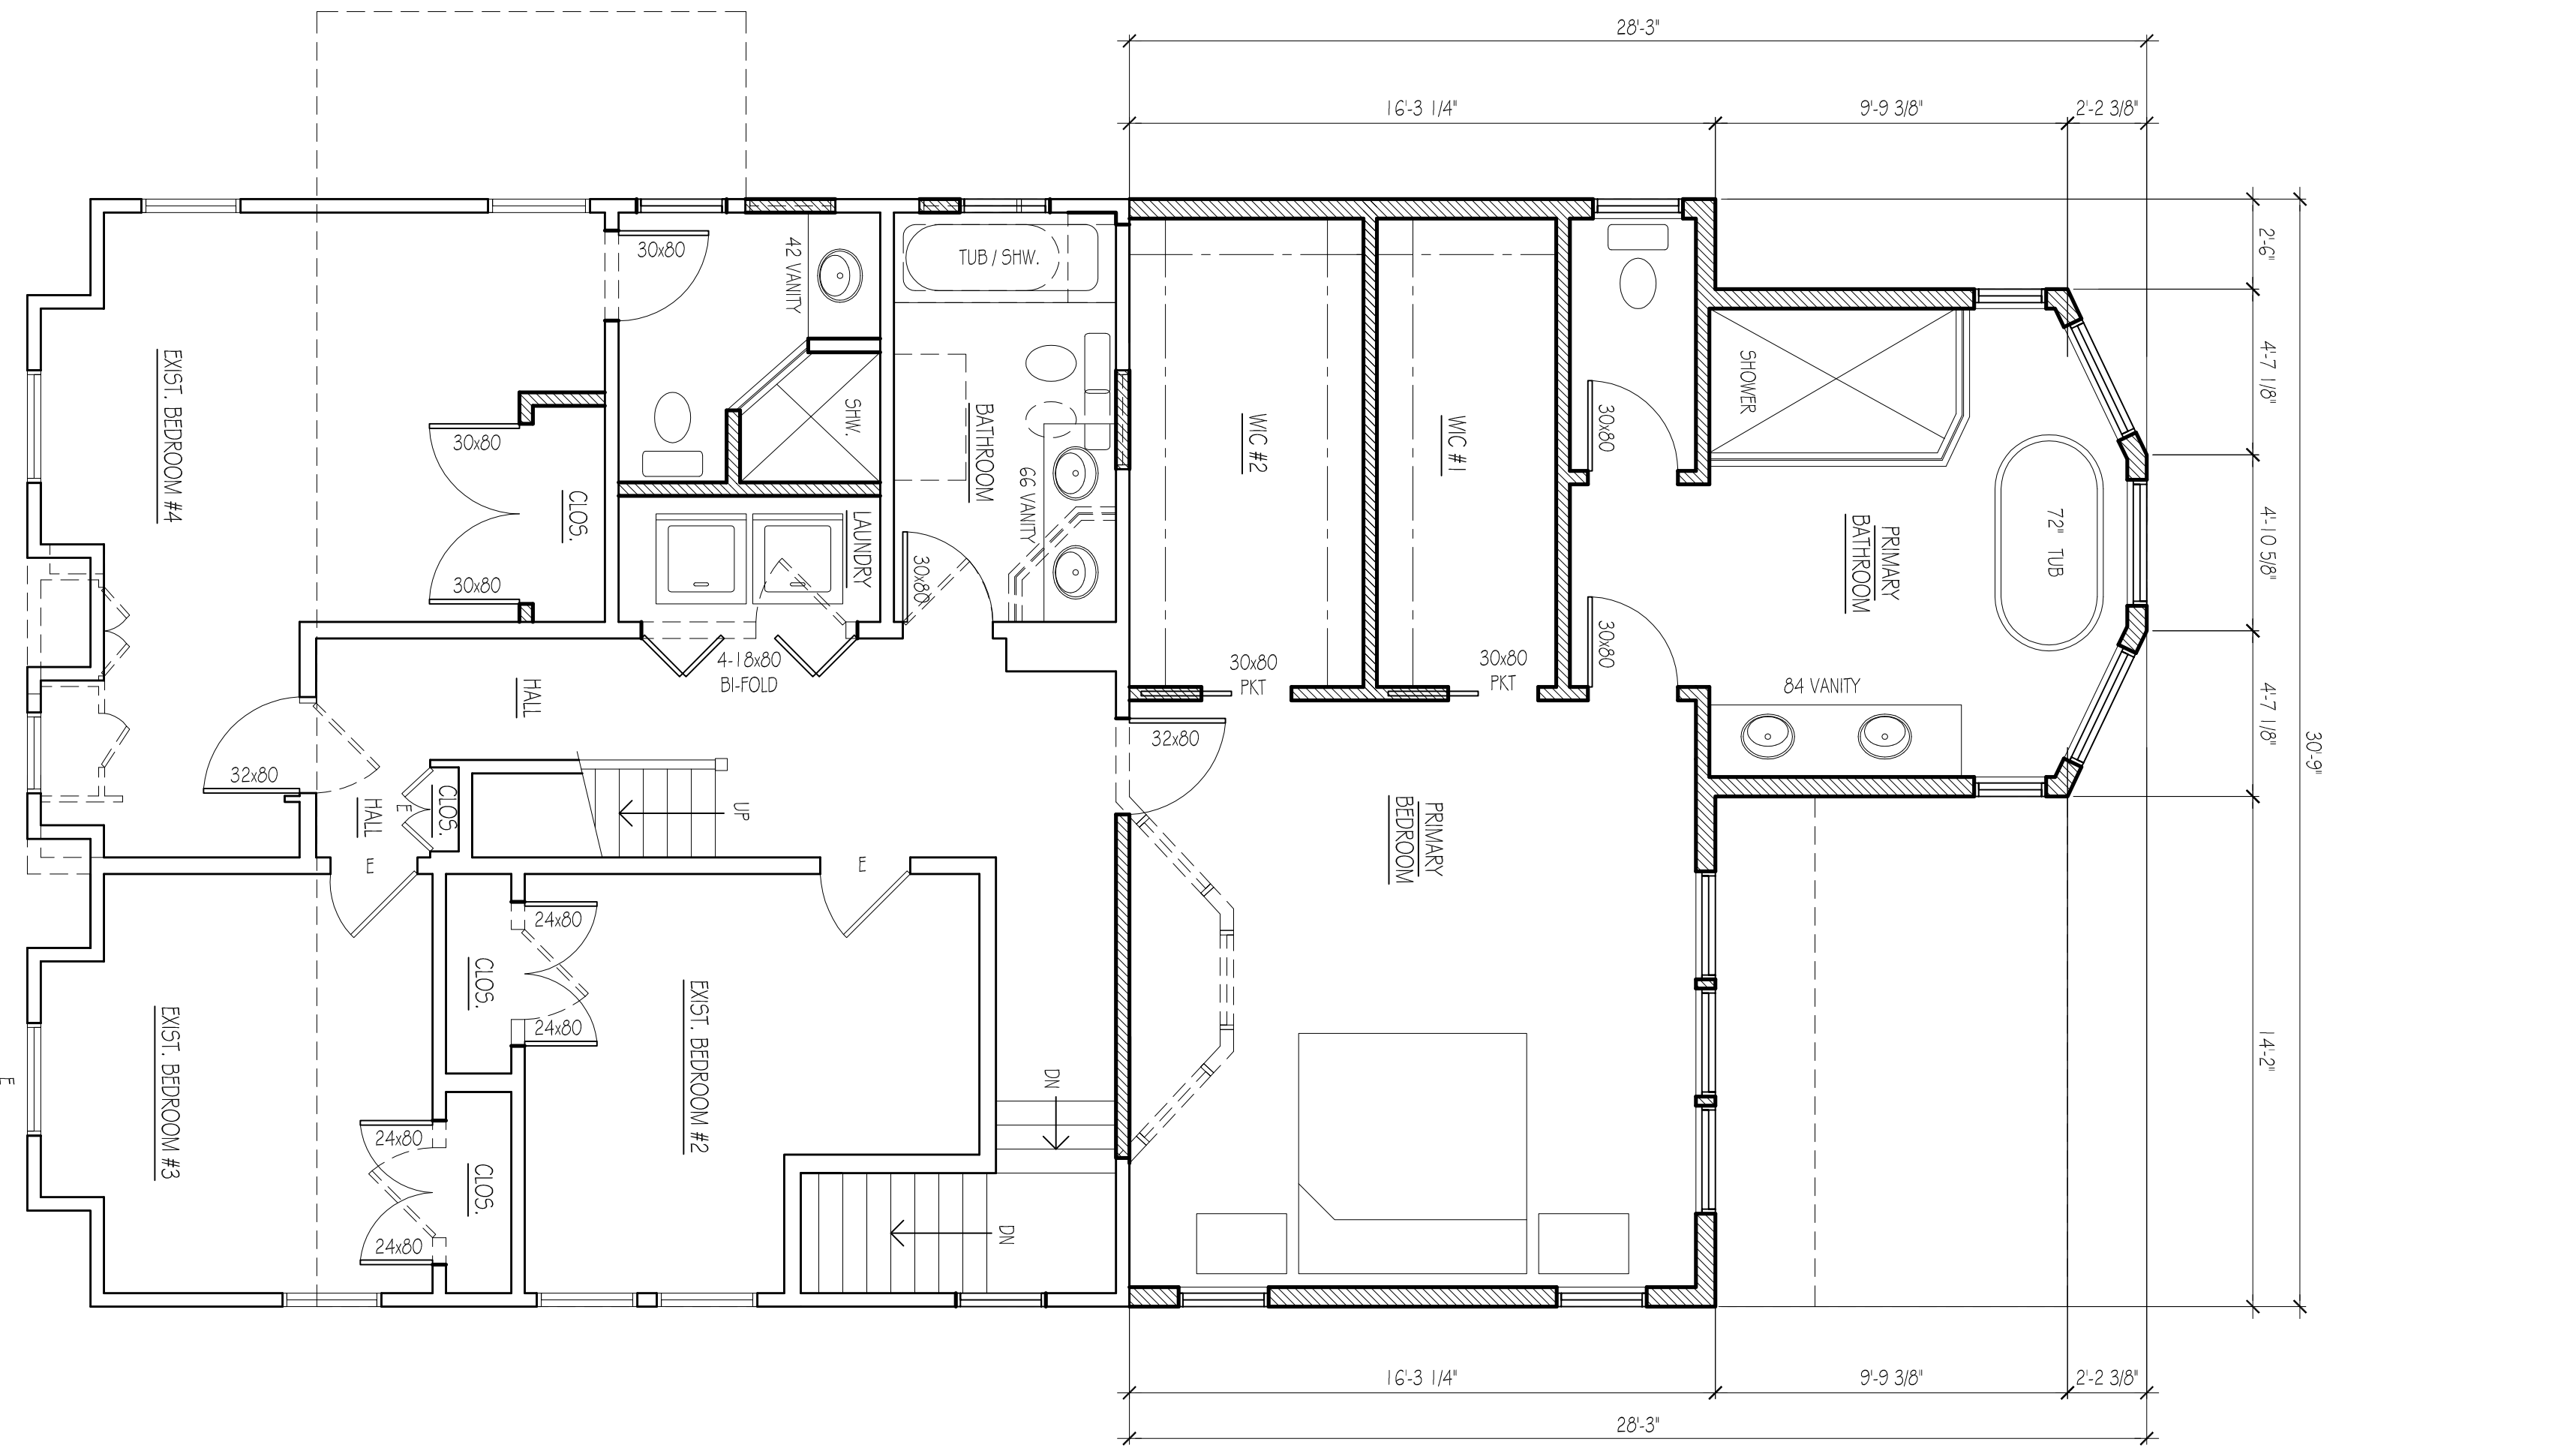 28'-3"
16'-3 1/4"
9'-9 3/8"
2'-2 3/8"
2'-6"
4'-7 1/8"
4'-10 5/8"
4'-7 1/8"
14'-2"
30'-9"
30x80
42 VANITY
TUB / SHW.
SHW.
BATHROOM
66 VANITY
30x80
LAUNDRY
4-18x80
BI-FOLD
EXIST. BEDROOM #4
30x80
30x80
CLOS.
WIC #2
WIC #1
30x80
PKT
30x80
PKT
30x80
30x80
SHOWER
PRIMARY
BATHROOM
72" TUB
84 VANITY
HALL
32x80
32x80
HALL
E
CLOS.
UP
E
E
PRIMARY
BEDROOM
24x80
24x80
CLOS.
EXIST. BEDROOM #2
EXIST. BEDROOM #3
24x80
24x80
CLOS.
DN
DN
E
16'-3 1/4"
9'-9 3/8"
2'-2 3/8"
28'-3"